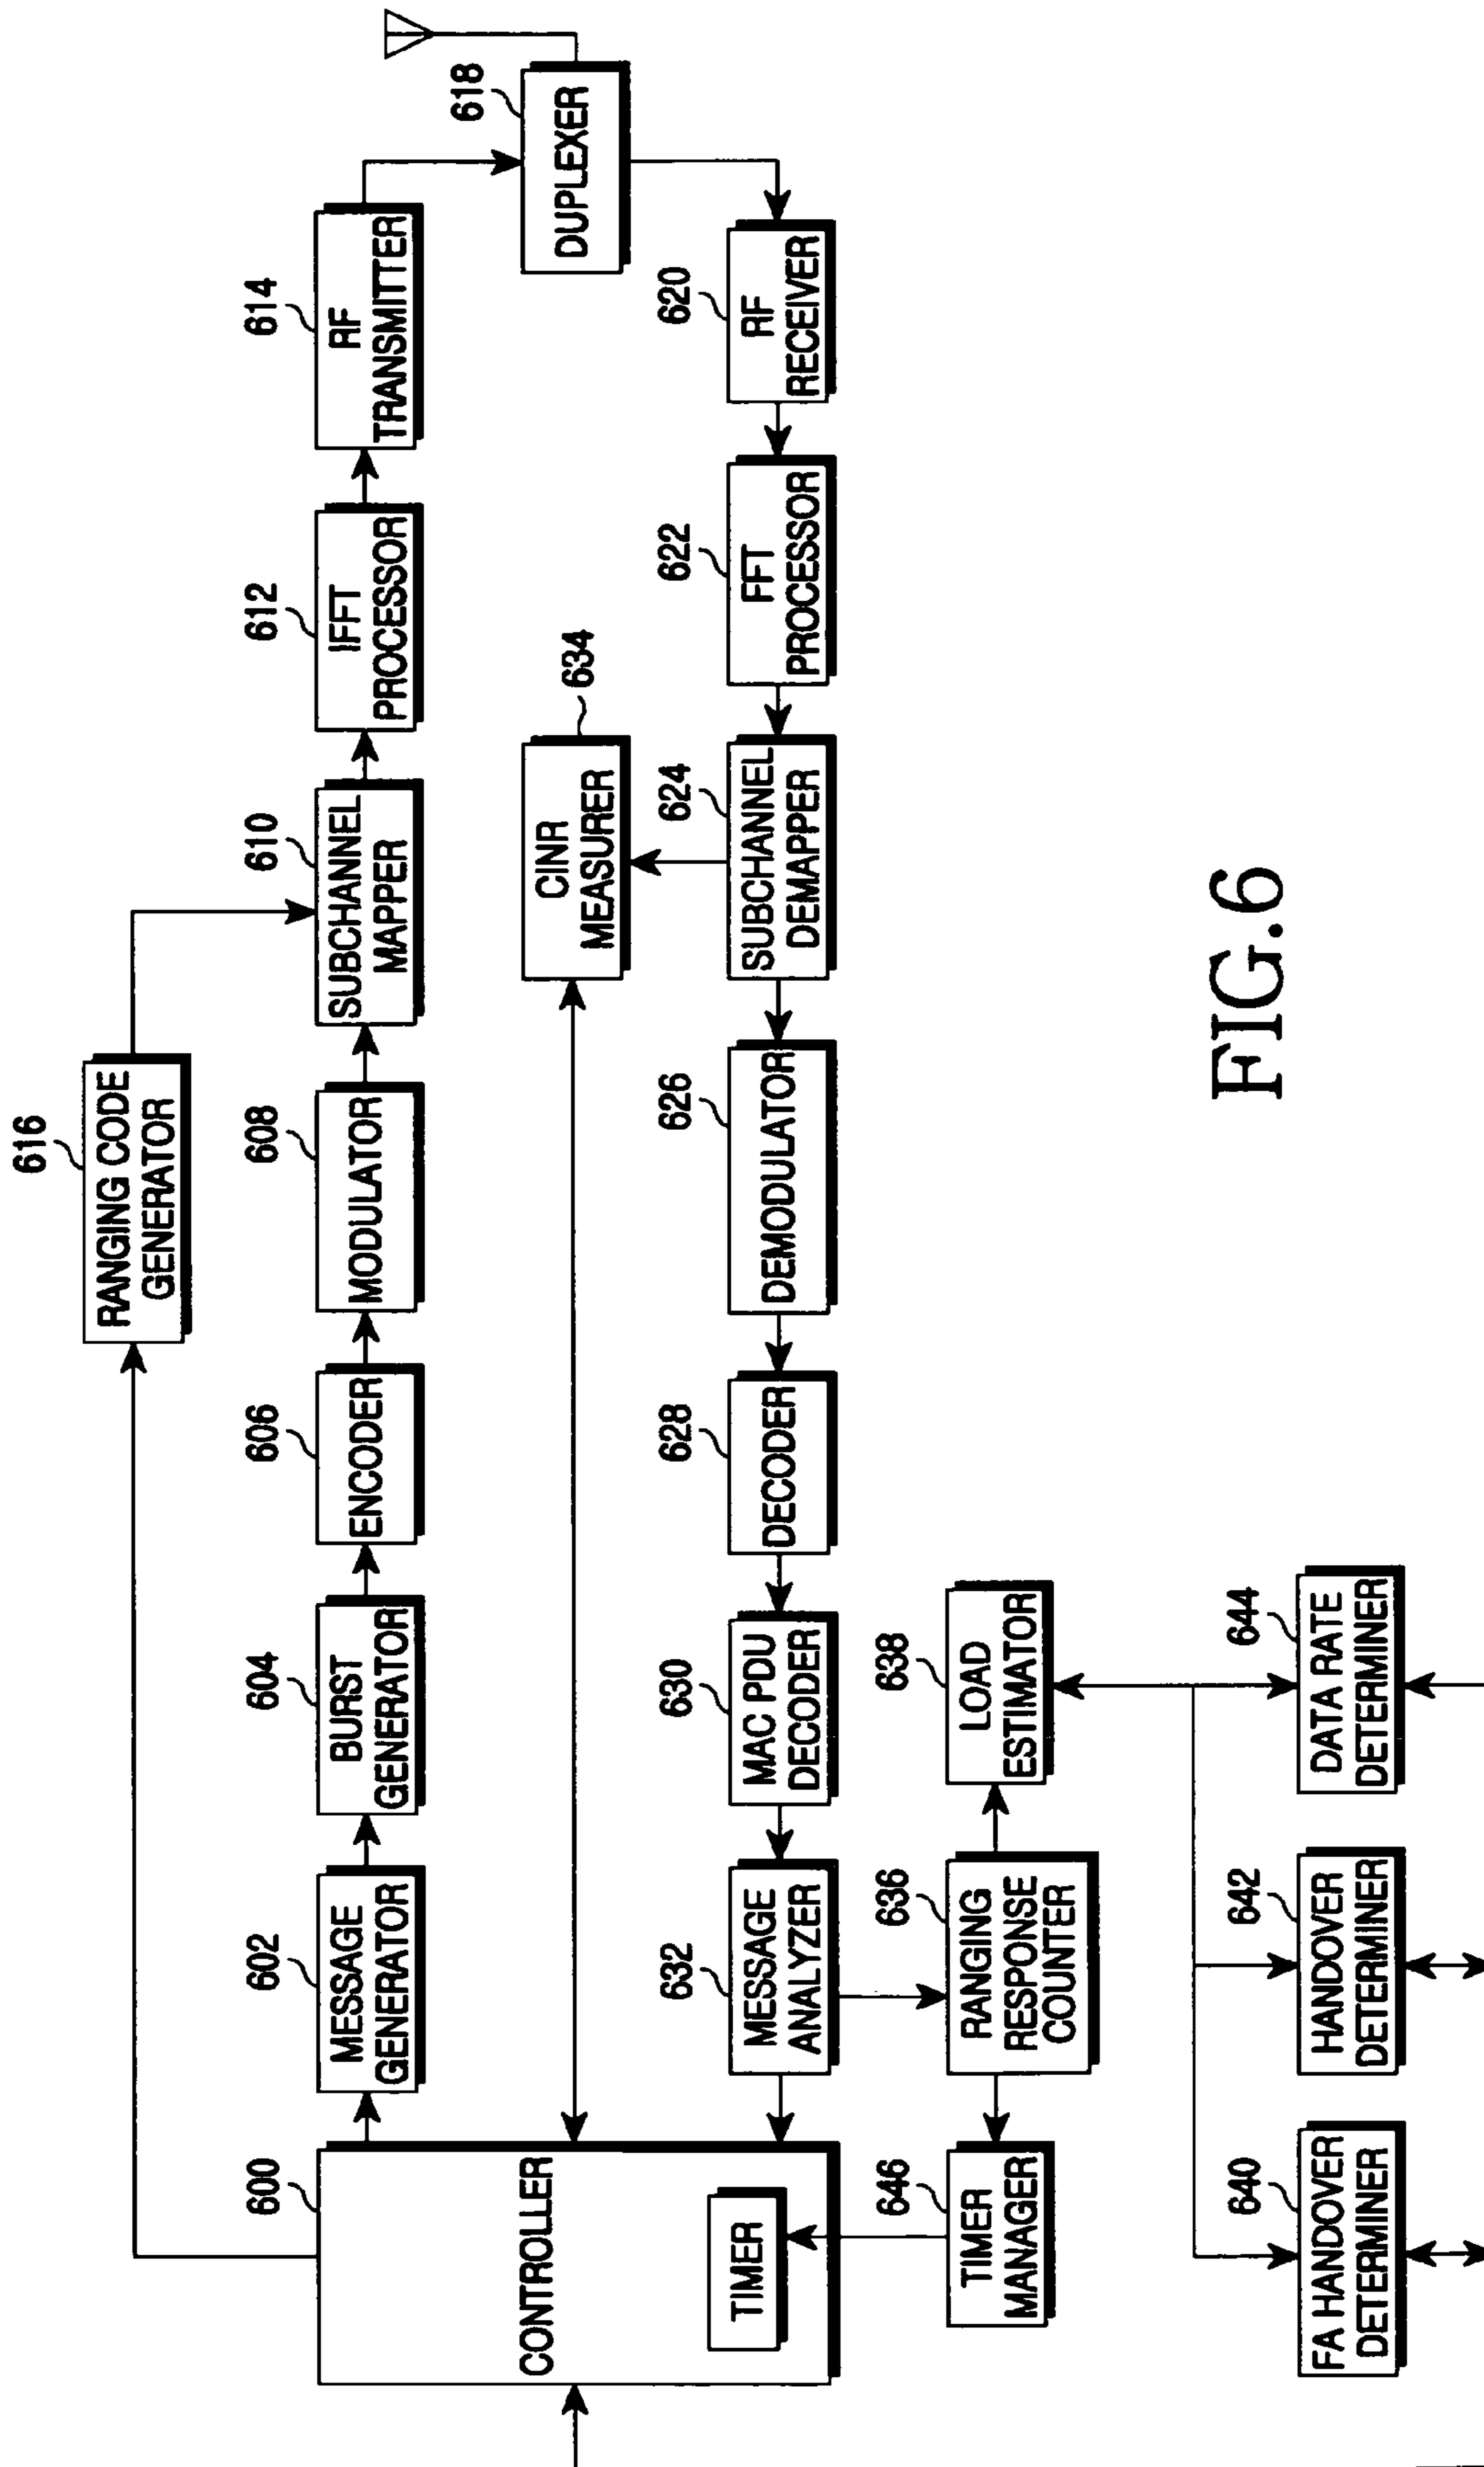 616
RANGING CODE
GENERATOR
600
CONTROLLER
TIMER
602
MESSAGE
GENERATOR
604
BURST
GENERATOR
606
ENCODER
608
MODULATOR
610
SUBCHANNEL
MAPPER
612
IFFT
PROCESSOR
614
RF
TRANSMITTER
618
DUPLEXER
634
CINR
MEASURER
632
MESSAGE
ANALYZER
630
MAC PDU
DECODER
628
DECODER
626
DEMODULATOR
624
SUBCHANNEL
DEMAPPER
622
FFT
PROCESSOR
620
RF
RECEIVER
646
TIMER
MANAGER
636
RANGING
RESPONSE
COUNTER
638
LOAD
ESTIMATOR
640
FA HANDOVER
DETERMINER
642
HANDOVER
DETERMINER
644
DATA RATE
DETERMINER
FIG.6